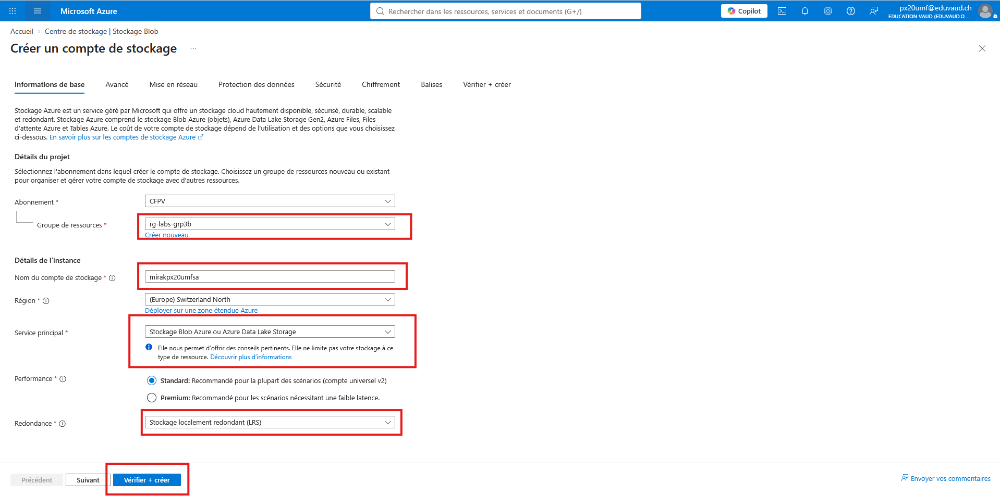 Microsoft Azure
Rechercher dans les ressources, services et documents (G+/)
Copilot
px20umf@eduvaud.ch
EDUCATION VAUD (EDUVAUD.O...
Accueil > Centre de stockage | Stockage Blob
Créer un compte de stockage ...
Informations de base
Avancé
Mise en réseau
Protection des données
Sécurité
Chiffrement
Balises
Vérifier + créer
Stockage Azure est un service géré par Microsoft qui offre un stockage cloud hautement disponible, sécurisé, durable, scalable
et redondant. Stockage Azure comprend le stockage Blob Azure (objets), Azure Data Lake Storage Gen2, Azure Files, Files
d'attente Azure et Tables Azure. Le coût de votre compte de stockage dépend de l'utilisation et des options que vous choisissez
ci-dessous. En savoir plus sur les comptes de stockage Azure
Détails du projet
Sélectionnez l'abonnement dans lequel créer le compte de stockage. Choisissez un groupe de ressources nouveau ou existant
pour organiser et gérer votre compte de stockage avec d'autres ressources.
Abonnement *
CFPV
Groupe de ressources *
rg-labs-grp3b
Créer nouveau
Détails de l'instance
Nom du compte de stockage *
mirakpx20umfsa
Région *
(Europe) Switzerland North
Déployer sur une zone étendue Azure
Service principal *
Stockage Blob Azure ou Azure Data Lake Storage
Elle nous permet d'offrir des conseils pertinents. Elle ne limite pas votre stockage à ce
type de ressource. Découvrir plus d'informations
Performance *
Standard: Recommandé pour la plupart des scénarios (compte universel v2)
Premium: Recommandé pour les scénarios nécessitant une faible latence.
Redondance *
Stockage localement redondant (LRS)
Précédent
Suivant
Vérifier + créer
Envoyer vos commentaires